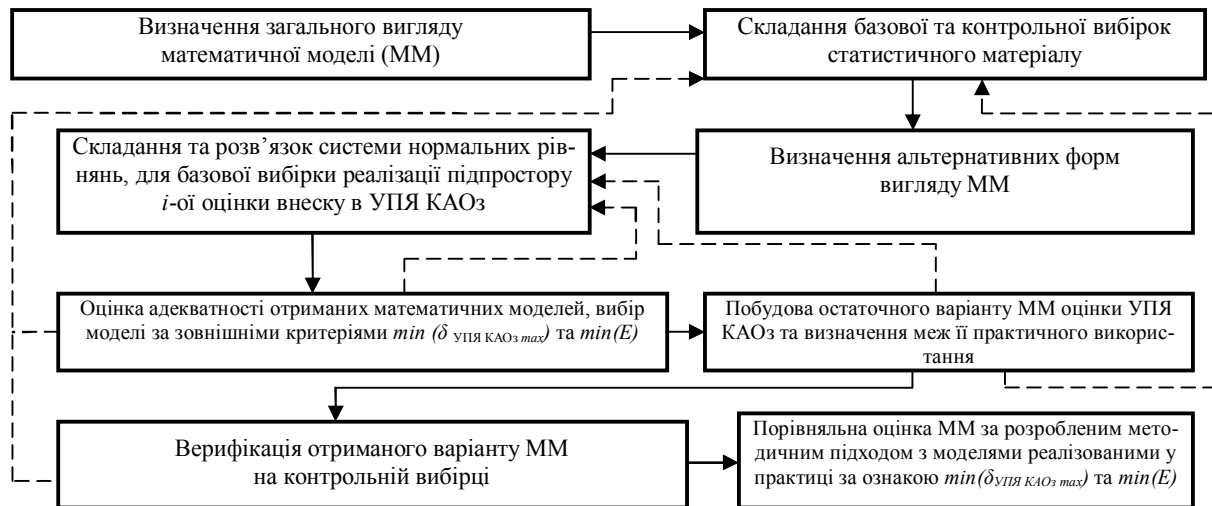 Визначення загального вигляду
математичної моделі (ММ)
Складання базової та контрольної вибірок
статистичного матеріалу
Складання та розв’язок системи нормальних рів-
нянь, для базової вибірки реалізації підпростору
i-ої оцінки внеску в УПЯ КАОз
Визначення альтернативних форм
вигляду ММ
Оцінка адекватності отриманих математичних моделей, вибір
моделі за зовнішніми критеріями min (δ УПЯ КАОз max) та min(E)
Побудова остаточного варіанту ММ оцінки УПЯ
КАОз та визначення меж її практичного викорис-
тання
Верифікація отриманого варіанту ММ
на контрольній вибірці
Порівняльна оцінка ММ за розробленим мето-
дичним підходом з моделями реалізованими у
практиці за ознакою min(δУПЯ КАОз max) та min(E)